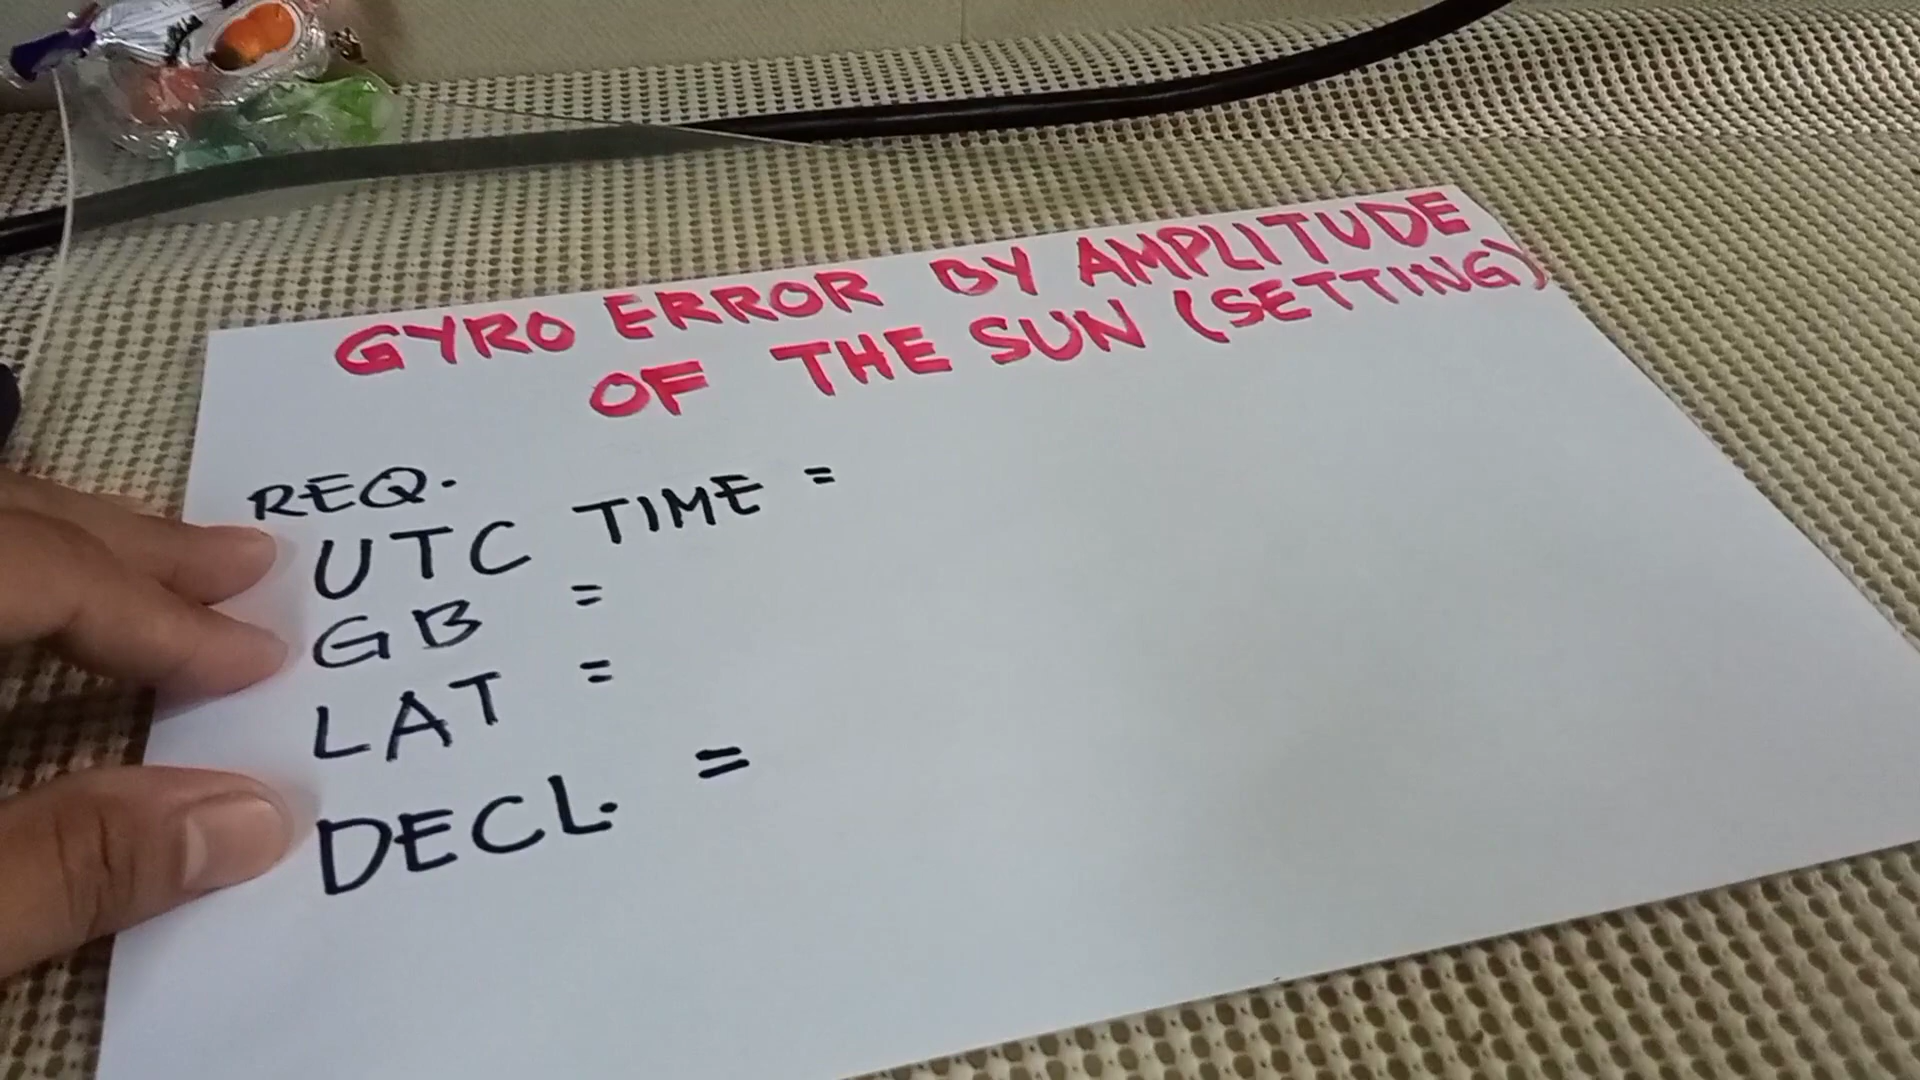 GYRO ERROR BY AMPLITUDE
OF THE SUN (SETTING)
REQ.
UTC TIME =
GB =
LAT =
DECL. =